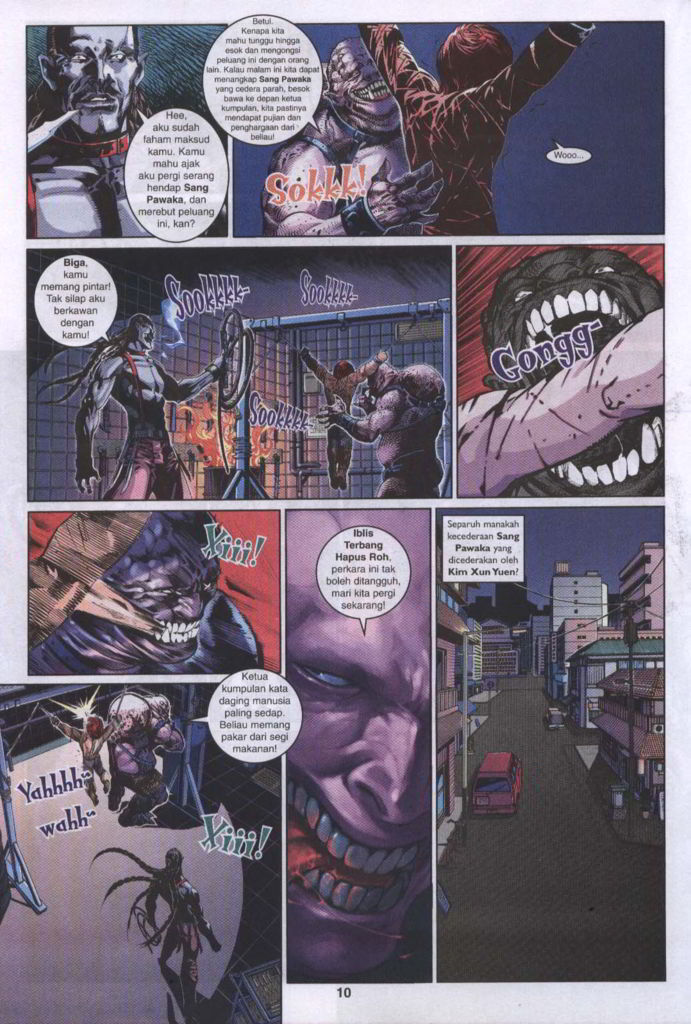 Hee,
aku sudah
faham maksud
kamu. Kamu
mahu ajak
aku pergi serang
hendap Sang
Pawaka, dan
merebut peluang
ini, kan?
Betul.
Kenapa kita
mahu tunggu hingga
esok dan mengongsi
peluang ini dengan orang
lain. Kalau malam ini kita dapat
menangkap Sang Pawaka
yang cedera parah, besok
bawa ke depan ketua
kumpulan, kita pastinya
mendapat pujian dan
penghargaan dari
beliau!
Sokkk!
Wooo...
Biga,
kamu
memang pintar!
Tak silap aku
berkawan
dengan
kamu!
Sookkkk~
Sookkkk~
Sookkkk~
Gongg~
Xiii!
Iblis
Terbang
Hapus Roh,
perkara ini tak
boleh ditangguh,
mari kita pergi
sekarang!
Separuh manakah
kecederaan Sang
Pawaka yang
dicederakan oleh
Kim Xun Yuen?
Ketua
kumpulan kata
daging manusia
paling sedap.
Beliau memang
pakar dari segi
makanan!
Yahhhh~
wahh~
Xiii!
10